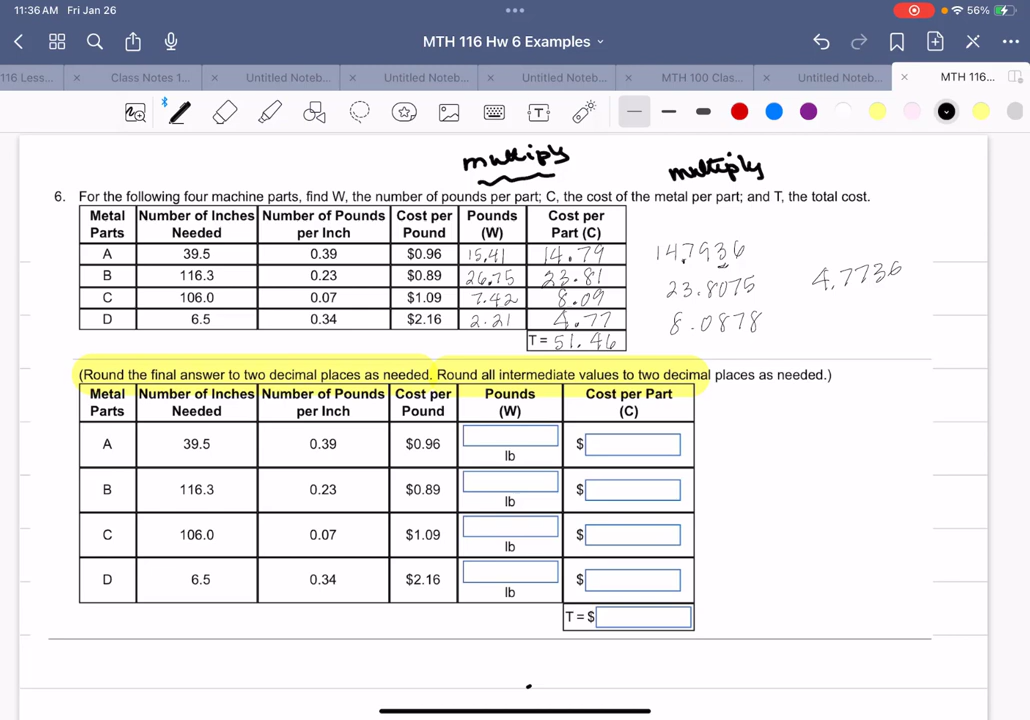 11:36 AM Fri Jan 26
56%
MTH 116 Hw 6 Examples
116 Less...
Class Notes 1...
Untitled Noteb...
Untitled Noteb...
Untitled Noteb...
MTH 100 Clas...
Untitled Noteb...
MTH 116...
multiply multiply
6. For the following four machine parts, find W, the number of pounds per part; C, the cost of the metal per part; and T, the total cost.
Metal Parts Number of Inches Needed Number of Pounds per Inch Cost per Pound Pounds (W) Cost per Part (C)
A 39.5 0.39 $0.96 15.41 14.79 14.7936
B 116.3 0.23 $0.89 26.75 23.81 23.8075 4.7736
C 106.0 0.07 $1.09 7.42 8.09 8.0878
D 6.5 0.34 $2.16 2.21 4.77
T = 51.46
(Round the final answer to two decimal places as needed. Round all intermediate values to two decimal places as needed.)
Metal Parts Number of Inches Needed Number of Pounds per Inch Cost per Pound Pounds (W) Cost per Part (C)
A 39.5 0.39 $0.96 lb $
B 116.3 0.23 $0.89 lb $
C 106.0 0.07 $1.09 lb $
D 6.5 0.34 $2.16 lb $
T = $